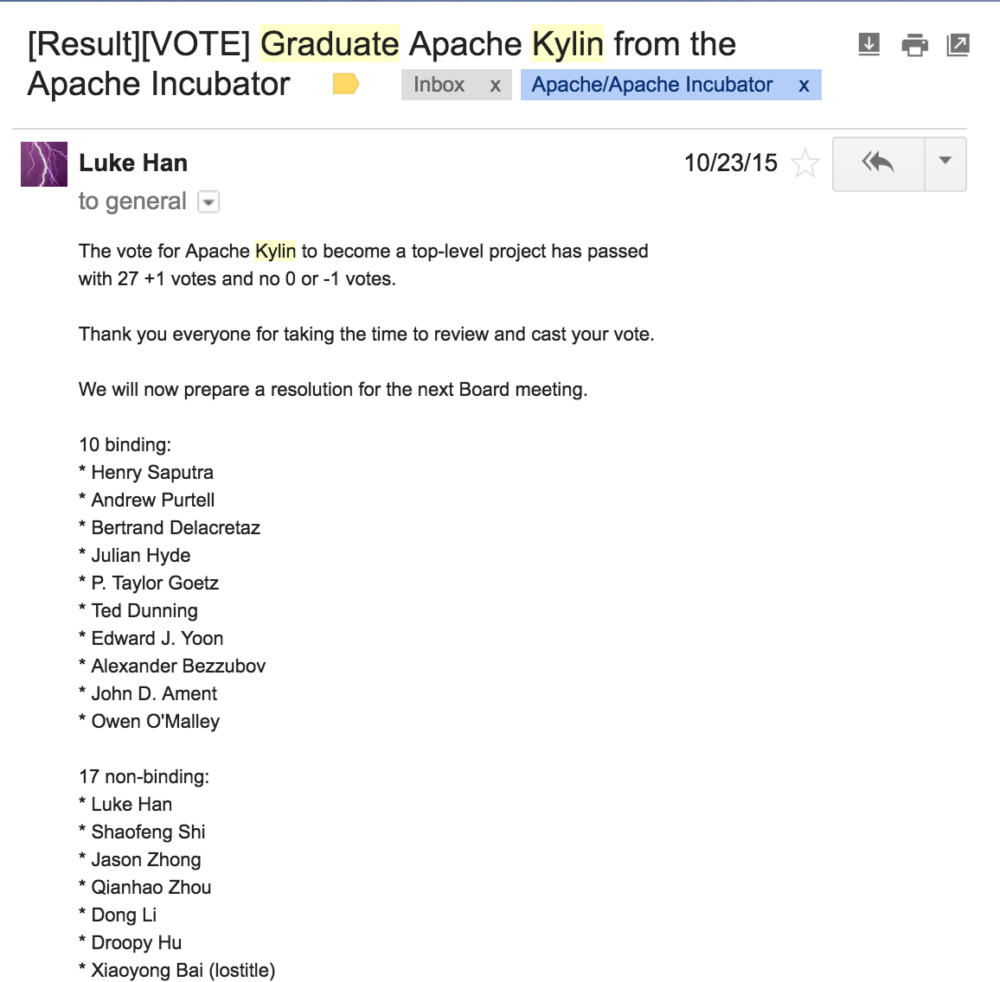 [Result][VOTE] Graduate Apache Kylin from the
Apache Incubator Inbox x Apache/Apache Incubator x
Luke Han 10/23/15
to general
The vote for Apache Kylin to become a top-level project has passed
with 27 +1 votes and no 0 or -1 votes.
Thank you everyone for taking the time to review and cast your vote.
We will now prepare a resolution for the next Board meeting.
10 binding:
* Henry Saputra
* Andrew Purtell
* Bertrand Delacretaz
* Julian Hyde
* P. Taylor Goetz
* Ted Dunning
* Edward J. Yoon
* Alexander Bezzubov
* John D. Ament
* Owen O'Malley
17 non-binding:
* Luke Han
* Shaofeng Shi
* Jason Zhong
* Qianhao Zhou
* Dong Li
* Droopy Hu
* Xiaoyong Bai (lostitle)